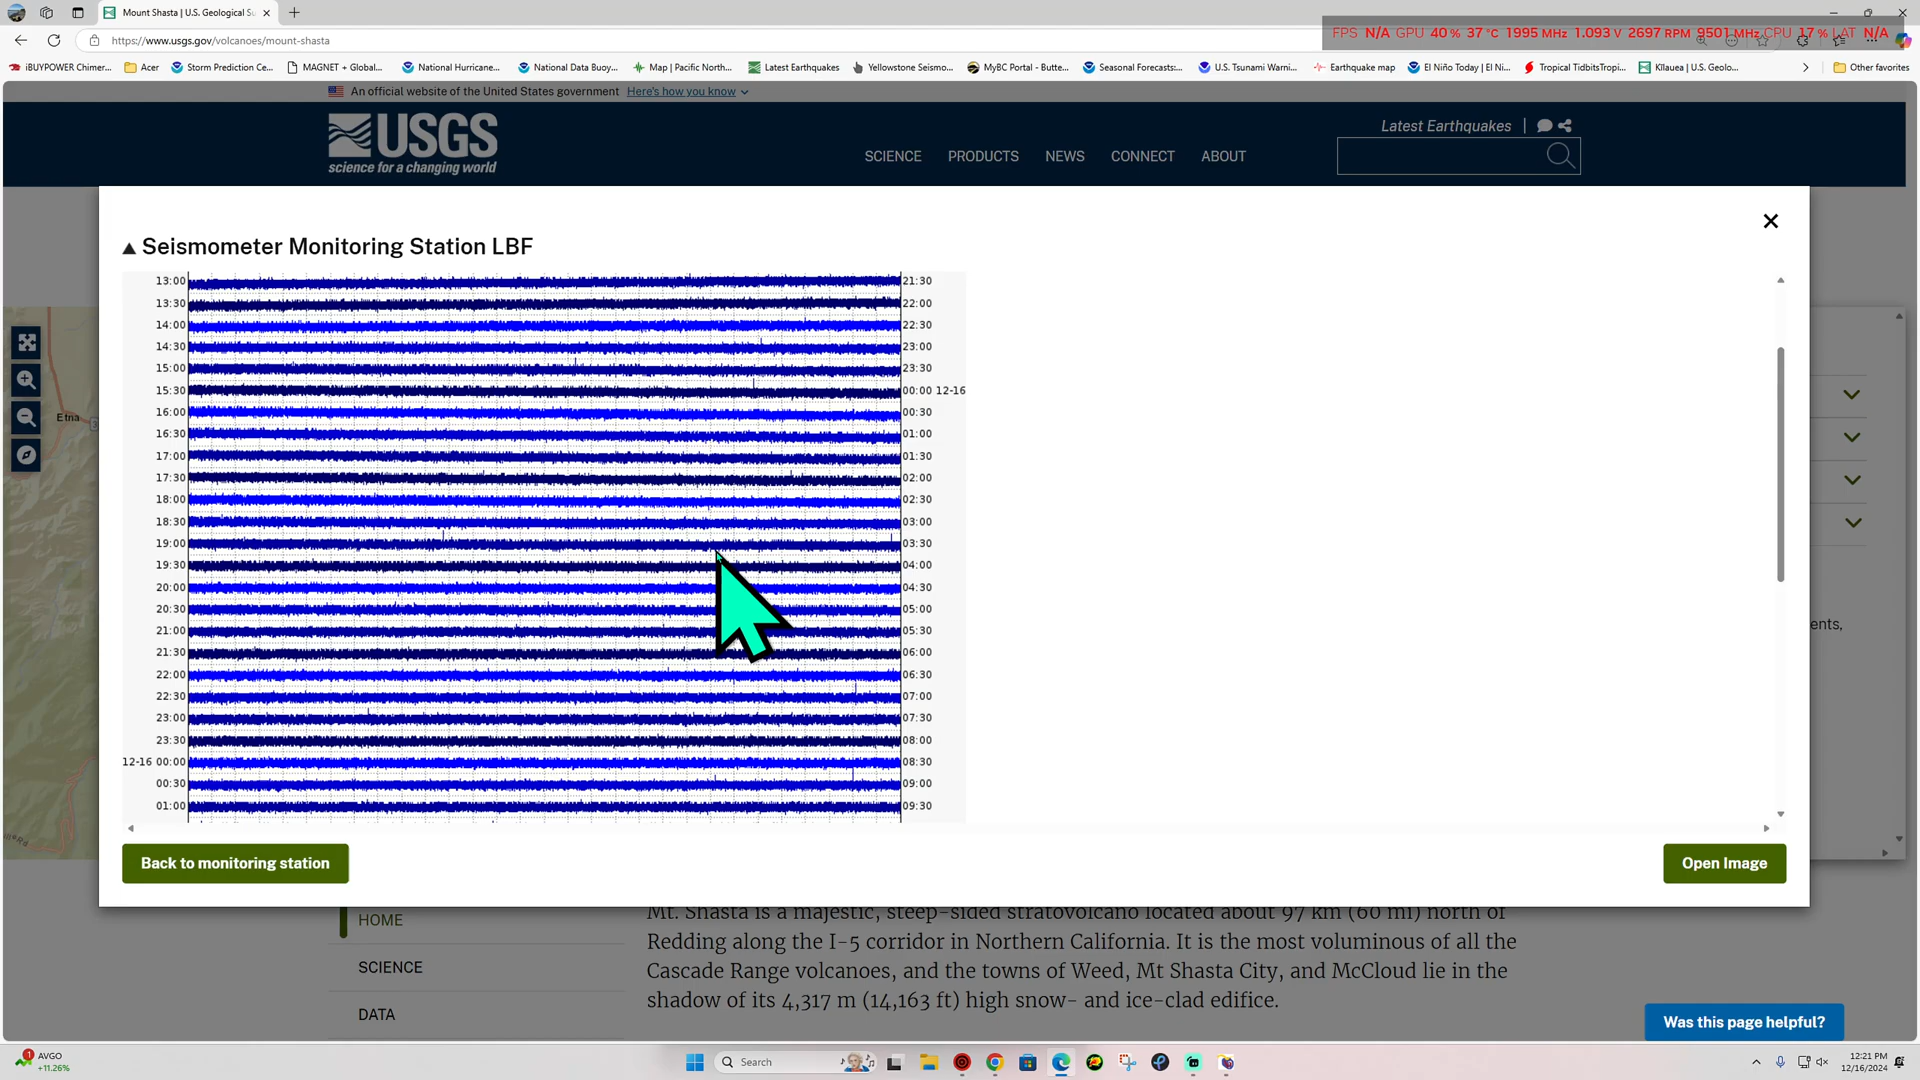 Mount Shasta | U.S. Geological Su
https://www.usgs.gov/volcanoes/mount-shasta
FPS N/A GPU 40 % 37 °C 1995 MHz 1.093 V 2697 RPM 9501 MHz CPU 17 % LAT N/A
iBUYPOWER Chimer... Acer Storm Prediction Ce... MAGNET + Global... National Hurricane... National Data Buoy... Map | Pacific North... Latest Earthquakes Yellowstone Seismo... MyBC Portal - Butte... Seasonal Forecasts:... U.S. Tsunami Warni... Earthquake map El Niño Today | El Ni... Tropical TidbitsTropi... Kīlauea | U.S. Geolo... Other favorites
An official website of the United States government Here's how you know
USGS
science for a changing world
Latest Earthquakes
SCIENCE PRODUCTS NEWS CONNECT ABOUT
Seismometer Monitoring Station LBF
13:00 21:30
13:30 22:00
14:00 22:30
14:30 23:00
15:00 23:30
15:30 00:00 12-16
16:00 00:30
16:30 01:00
17:00 01:30
17:30 02:00
18:00 02:30
18:30 03:00
19:00 03:30
19:30 04:00
20:00 04:30
20:30 05:00
21:00 05:30
21:30 06:00
22:00 06:30
22:30 07:00
23:00 07:30
23:30 08:00
12-16 00:00 08:30
00:30 09:00
01:00 09:30
Etna
ents,
Back to monitoring station
Open Image
HOME
SCIENCE
DATA
Mt. Shasta is a majestic, steep-sided stratovolcano located about 97 km (60 mi) north of
Redding along the I-5 corridor in Northern California. It is the most voluminous of all the
Cascade Range volcanoes, and the towns of Weed, Mt Shasta City, and McCloud lie in the
shadow of its 4,317 m (14,163 ft) high snow- and ice-clad edifice.
Was this page helpful?
1
AVGO
+11.26%
Search
12:21 PM
12/16/2024